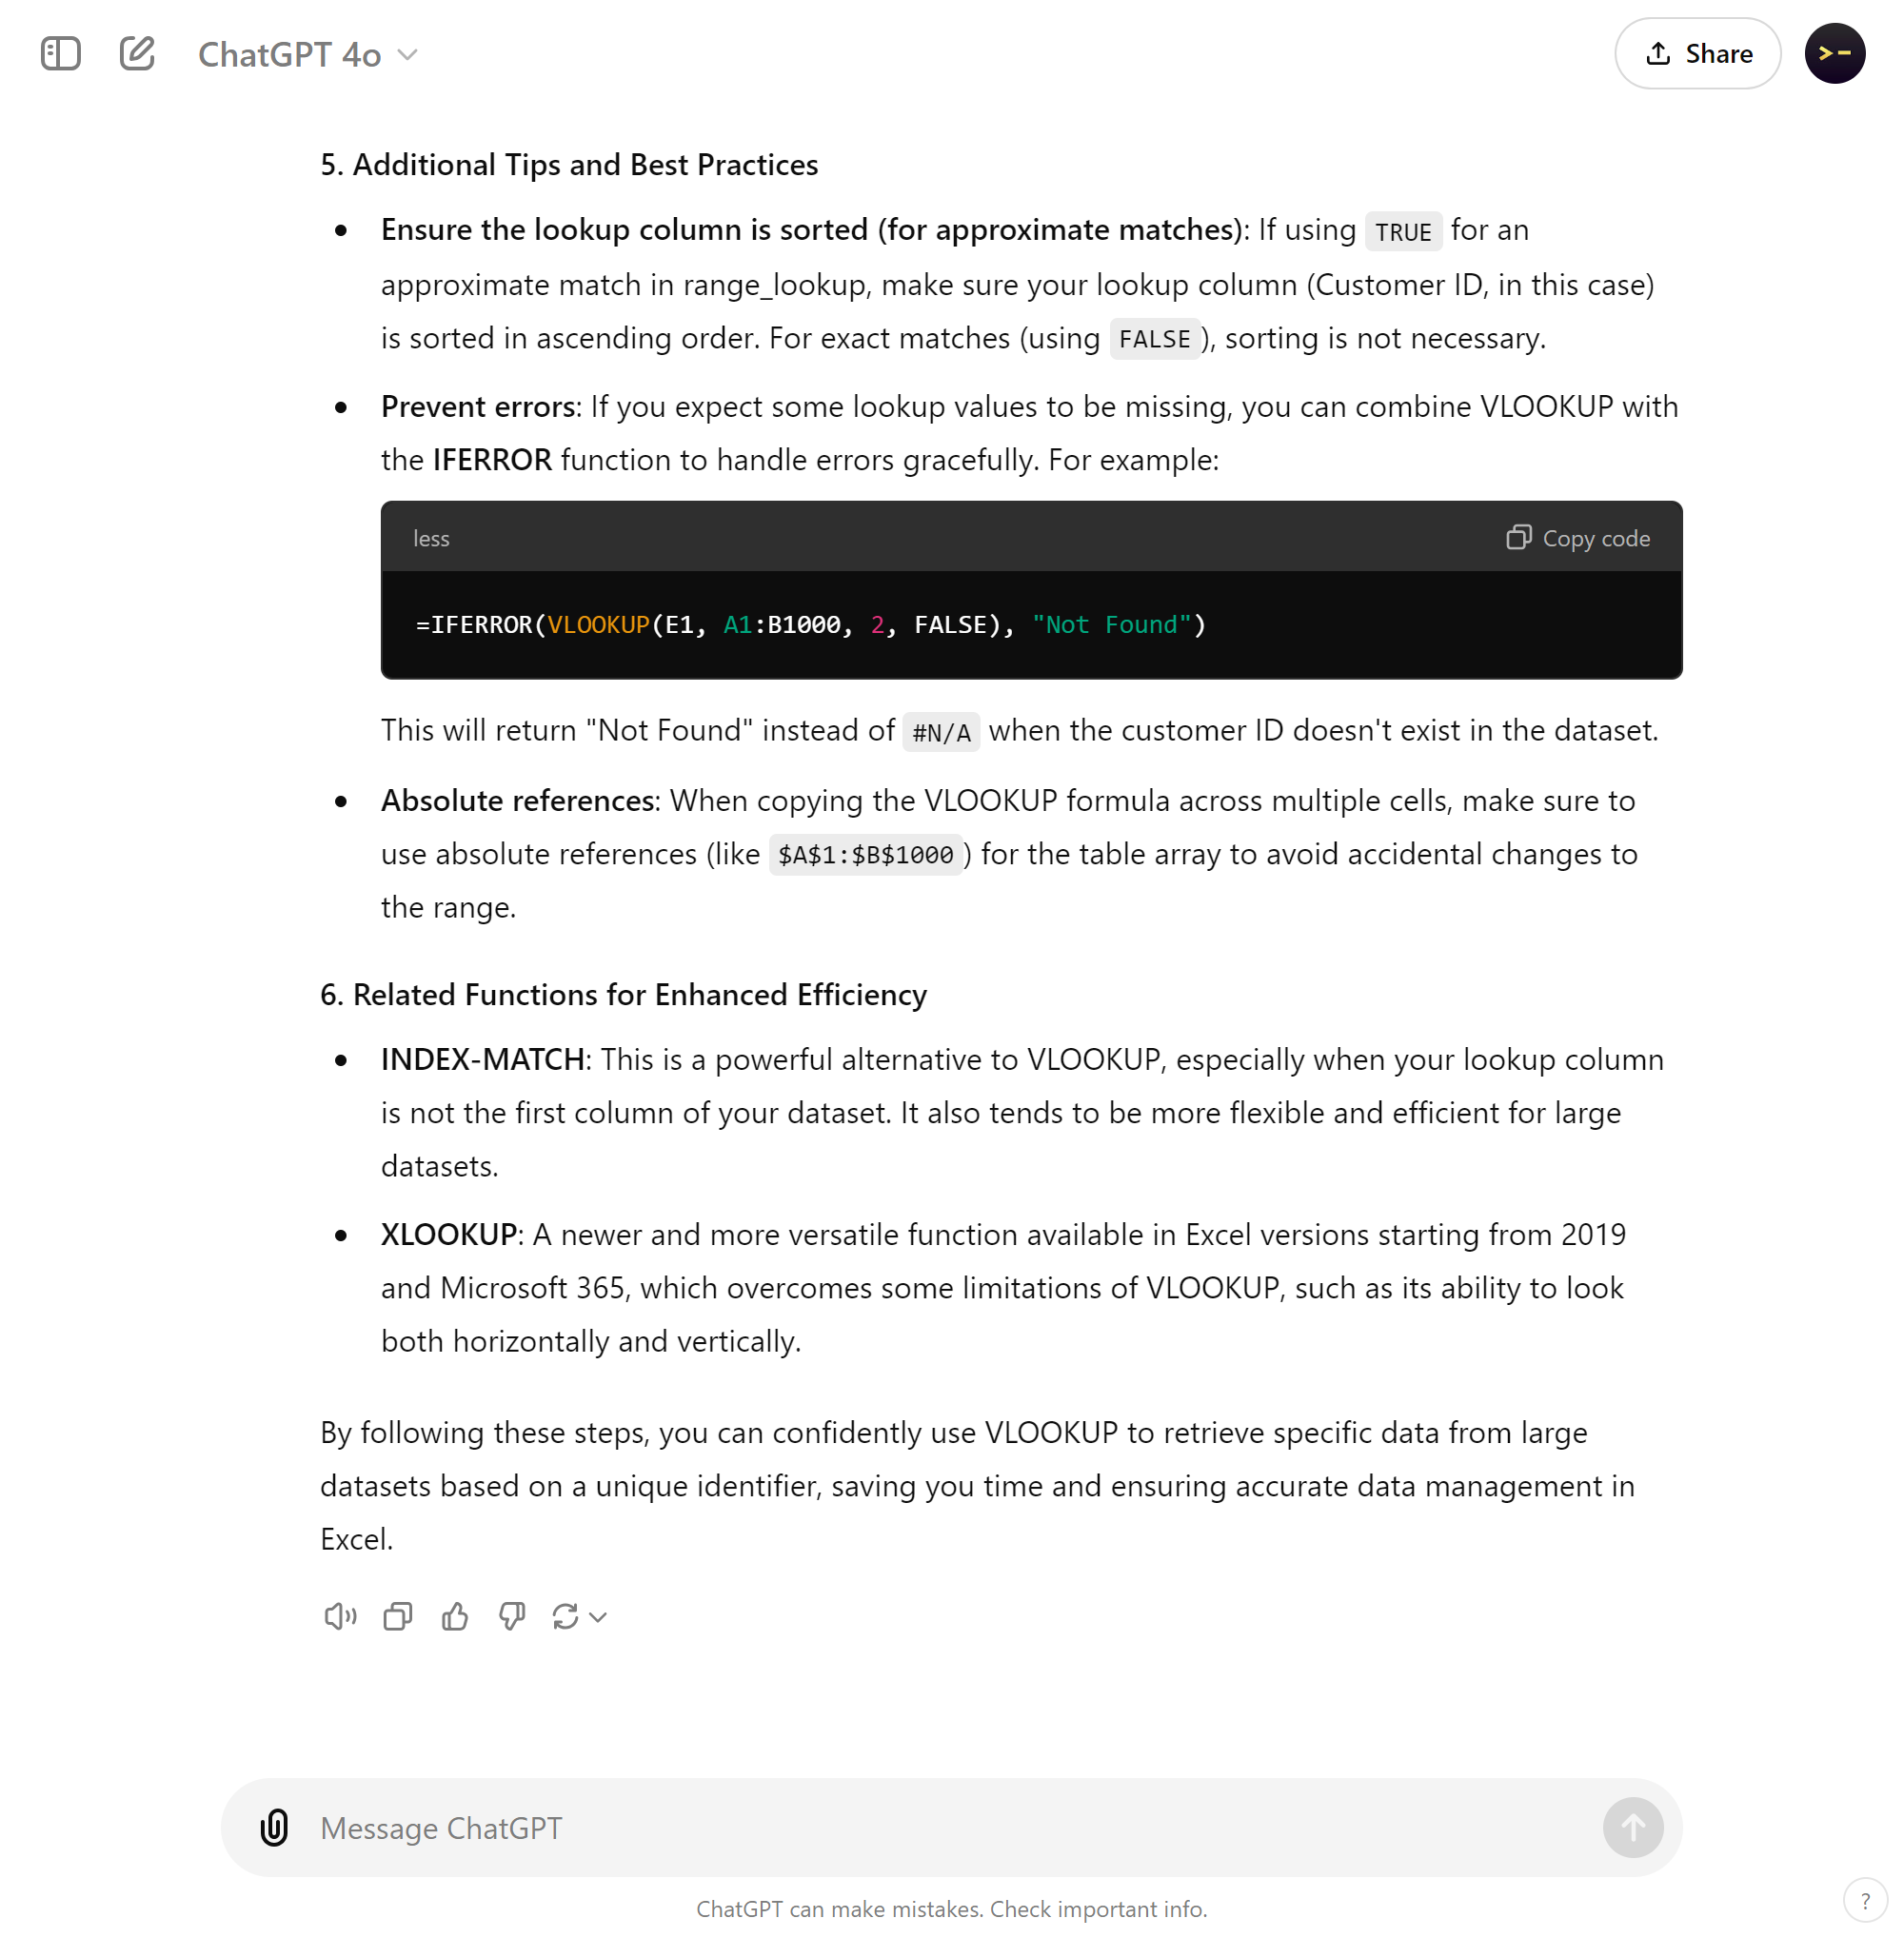 ChatGPT 4o
Share
5. Additional Tips and Best Practices
Ensure the lookup column is sorted (for approximate matches): If using TRUE for an
approximate match in range_lookup, make sure your lookup column (Customer ID, in this case)
is sorted in ascending order. For exact matches (using FALSE), sorting is not necessary.
Prevent errors: If you expect some lookup values to be missing, you can combine VLOOKUP with
the IFERROR function to handle errors gracefully. For example:
less
Copy code
=IFERROR(VLOOKUP(E1, A1:B1000, 2, FALSE), "Not Found")
This will return "Not Found" instead of #N/A when the customer ID doesn't exist in the dataset.
Absolute references: When copying the VLOOKUP formula across multiple cells, make sure to
use absolute references (like $A$1:$B$1000) for the table array to avoid accidental changes to
the range.
6. Related Functions for Enhanced Efficiency
INDEX-MATCH: This is a powerful alternative to VLOOKUP, especially when your lookup column
is not the first column of your dataset. It also tends to be more flexible and efficient for large
datasets.
XLOOKUP: A newer and more versatile function available in Excel versions starting from 2019
and Microsoft 365, which overcomes some limitations of VLOOKUP, such as its ability to look
both horizontally and vertically.
By following these steps, you can confidently use VLOOKUP to retrieve specific data from large
datasets based on a unique identifier, saving you time and ensuring accurate data management in
Excel.
Message ChatGPT
ChatGPT can make mistakes. Check important info.
?